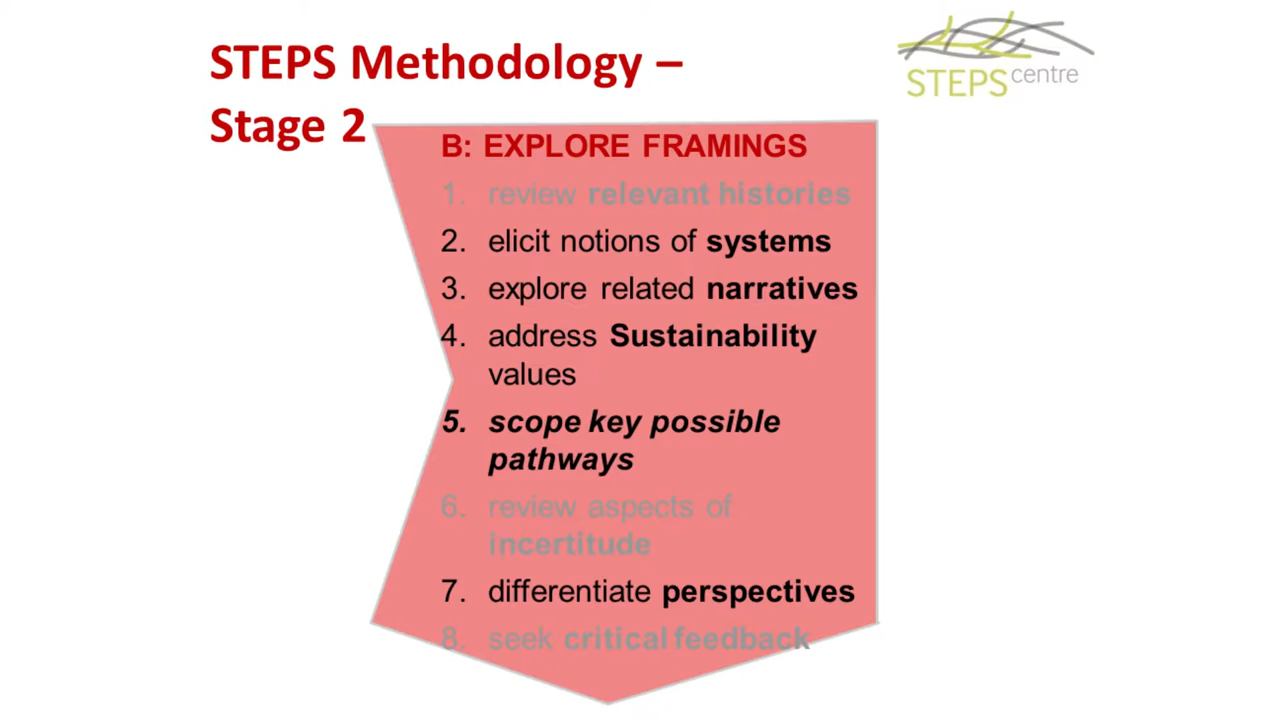 STEPS Methodology –
Stage 2
STEPS centre
B: EXPLORE FRAMINGS
1. review relevant histories
2. elicit notions of systems
3. explore related narratives
4. address Sustainability
values
5. scope key possible
pathways
6. review aspects of
incertitude
7. differentiate perspectives
8. seek critical feedback